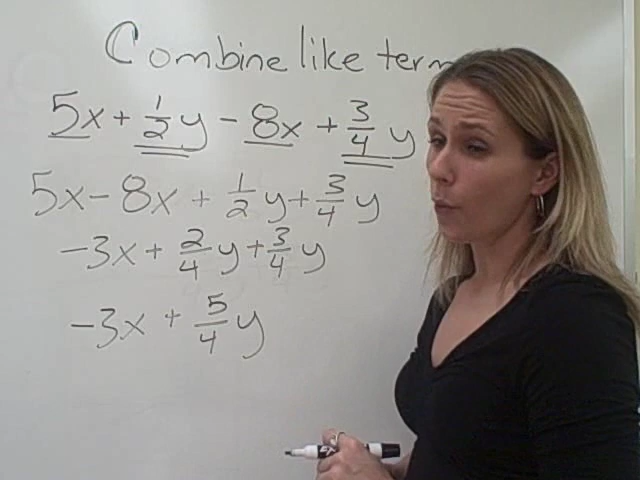 Combine like term
5x + 1/2 y - 8x + 3/4 y
5x - 8x + 1/2 y + 3/4 y
-3x + 2/4 y + 3/4 y
-3x + 5/4 y